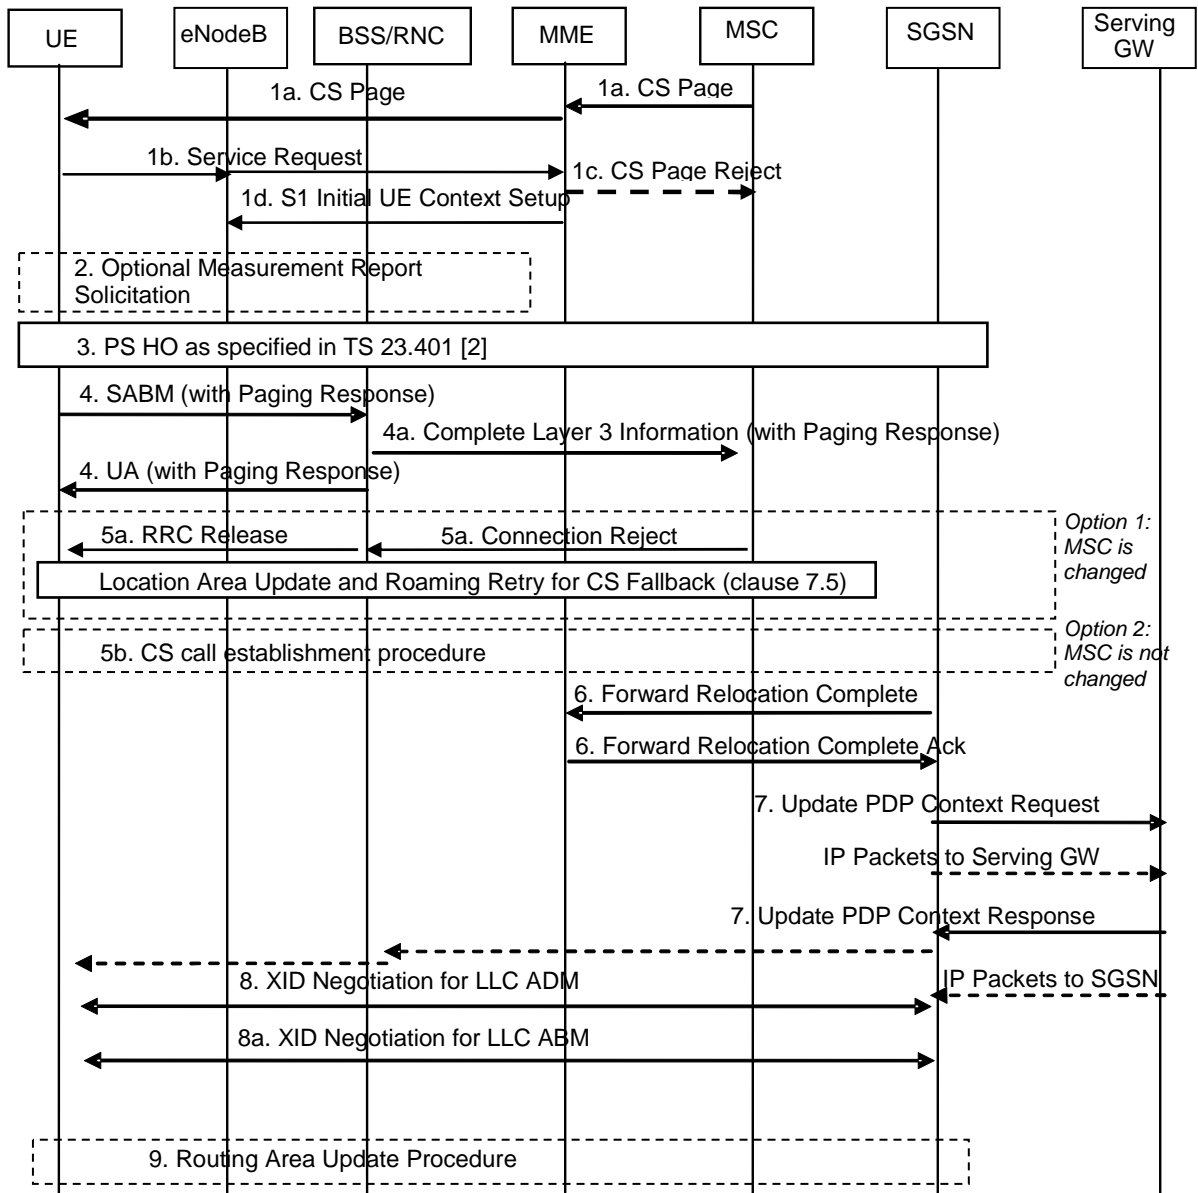 UE
eNodeB
BSS/RNC
MME
MSC
SGSN
Serving
GW
1a. CS Page
1a. CS Page
1b. Service Request
1c. CS Page Reject
1d. S1 Initial UE Context Setup
2. Optional Measurement Report
Solicitation
3. PS HO as specified in TS 23.401 [2]
4. SABM (with Paging Response)
4a. Complete Layer 3 Information (with Paging Response)
4. UA (with Paging Response)
5a. RRC Release
5a. Connection Reject
Option 1:
MSC is
changed
Location Area Update and Roaming Retry for CS Fallback (clause 7.5)
5b. CS call establishment procedure
Option 2:
MSC is not
changed
6. Forward Relocation Complete
6. Forward Relocation Complete Ack
7. Update PDP Context Request
IP Packets to Serving GW
7. Update PDP Context Response
8. XID Negotiation for LLC ADM
IP Packets to SGSN
8a. XID Negotiation for LLC ABM
9. Routing Area Update Procedure